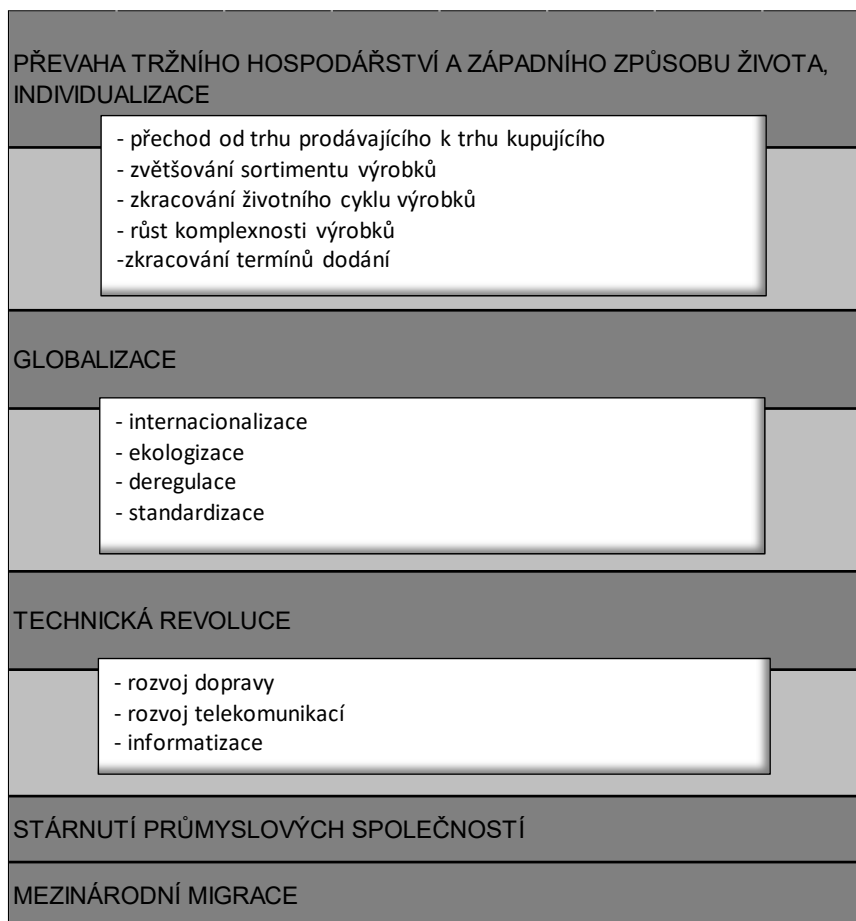 PŘEVAHA TRŽNÍHO HOSPODÁŘSTVÍ A ZÁPADNÍHO ZPŮSOBU ŽIVOTA,
INDIVIDUALIZACE
- přechod od trhu prodávajícího k trhu kupujícího
- zvětšování sortimentu výrobků
- zkracování životního cyklu výrobků
- růst komplexnosti výrobků
-zkracování termínů dodání
GLOBALIZACE
- internacionalizace
- ekologizace
- deregulace
- standardizace
TECHNICKÁ REVOLUCE
- rozvoj dopravy
- rozvoj telekomunikací
- informatizace
STÁRNUTÍ PRŮMYSLOVÝCH SPOLEČNOSTÍ
MEZINÁRODNÍ MIGRACE